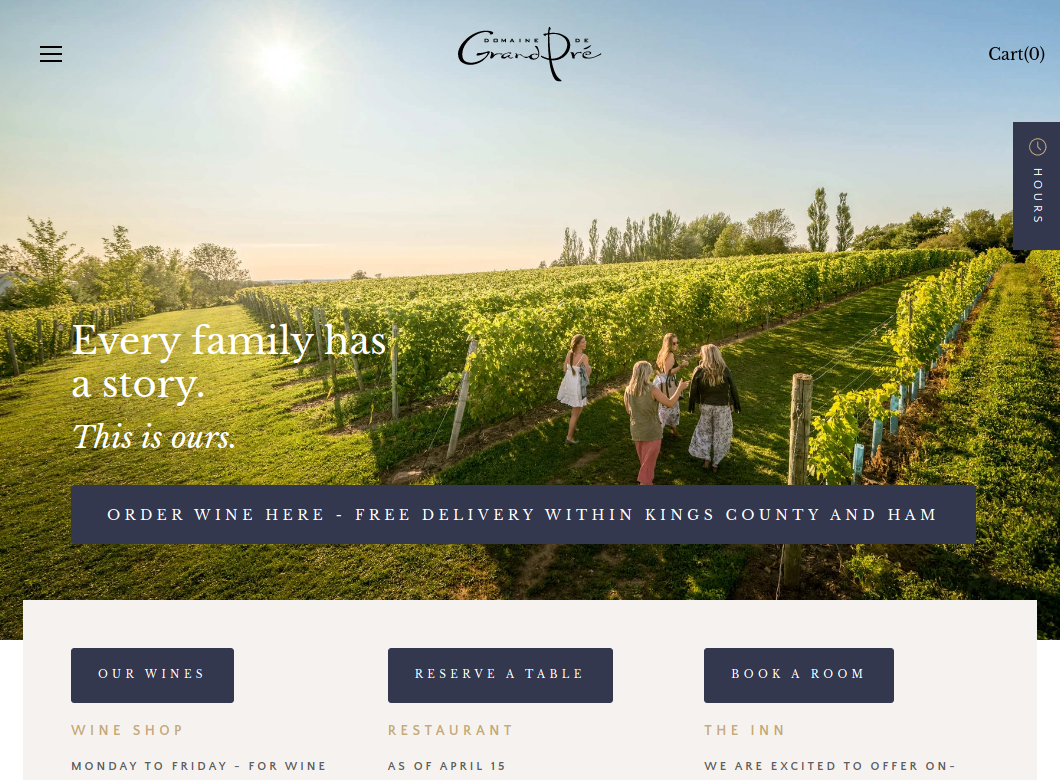 DOMAINE DE
Grand Pré
Cart(0)
HOURS
Every family has
a story.
This is ours.
ORDER WINE HERE - FREE DELIVERY WITHIN KINGS COUNTY AND HAM
OUR WINES
RESERVE A TABLE
BOOK A ROOM
WINE SHOP
RESTAURANT
THE INN
MONDAY TO FRIDAY - FOR WINE
AS OF APRIL 15
WE ARE EXCITED TO OFFER ON-